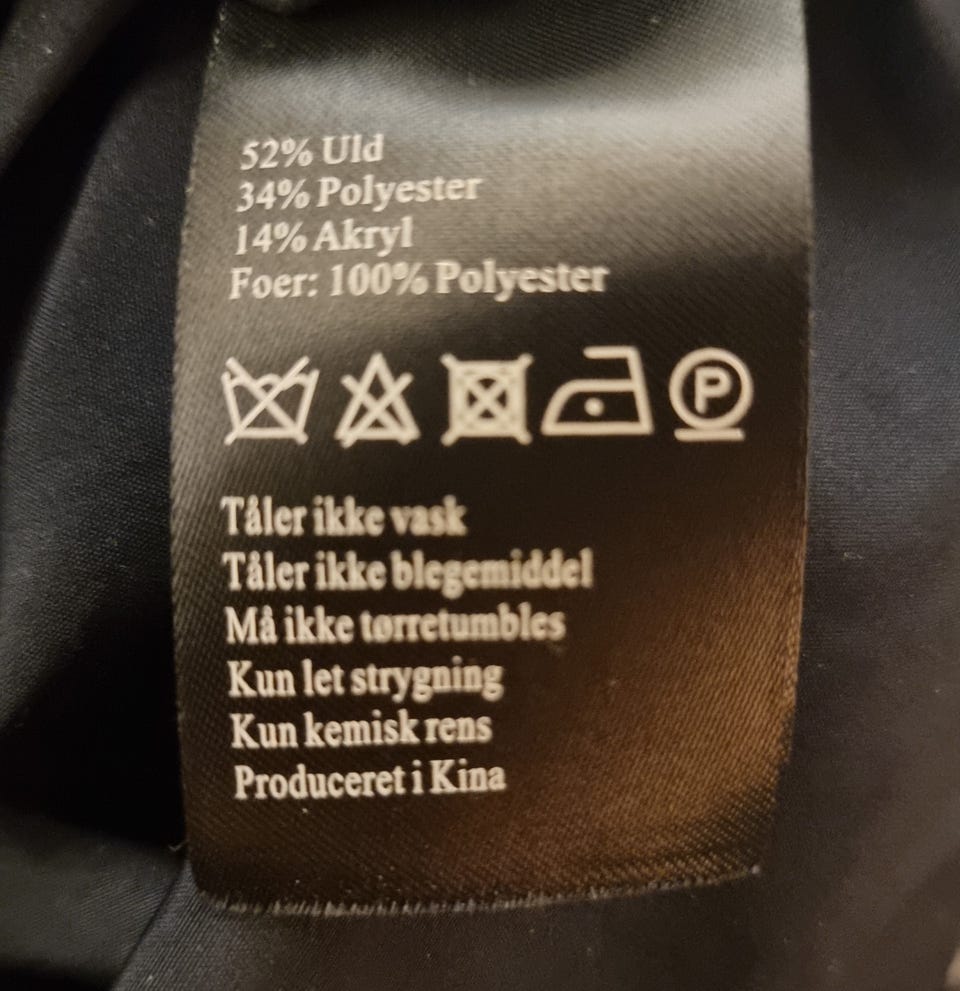 52% Uld
34% Polyester
14% Akryl
Foer: 100% Polyester
P
Tåler ikke vask
Tåler ikke blegemiddel
Må ikke tørretumbles
Kun let strygning
Kun kemisk rens
Produceret i Kina